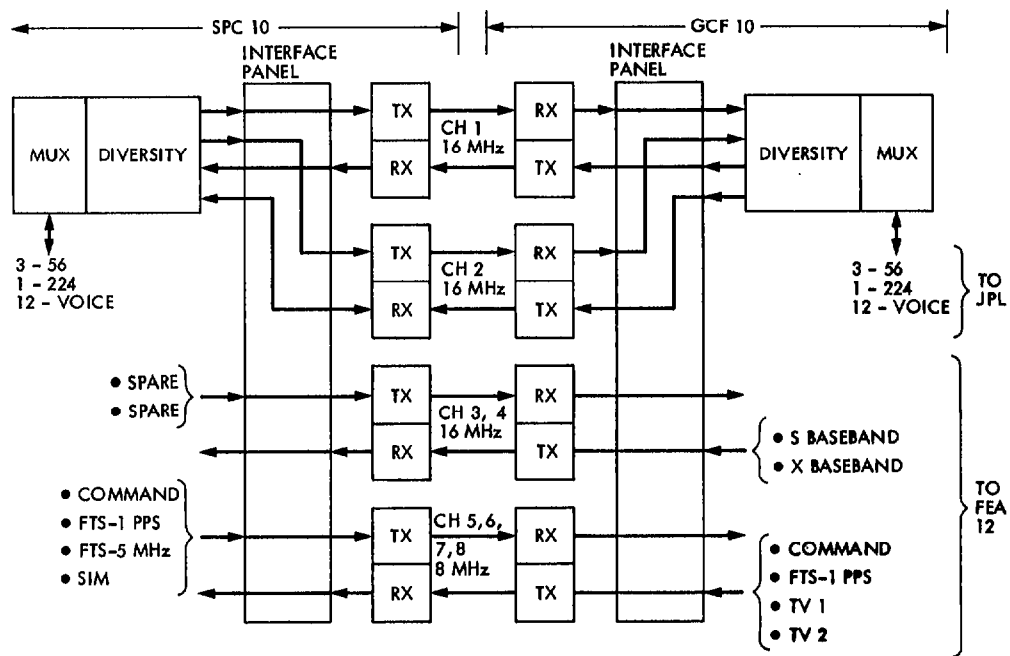 SPC 10
GCF 10
INTERFACE
PANEL
INTERFACE
PANEL
MUX
DIVERSITY
TX
RX
CH 1
16 MHz
RX
TX
DIVERSITY
MUX
3 - 56
1 - 224
12 - VOICE
TX
RX
CH 2
16 MHz
RX
TX
3 - 56
1 - 224
12 - VOICE
TO
JPL
• SPARE
• SPARE
TX
RX
CH 3, 4
16 MHz
RX
TX
• S BASEBAND
• X BASEBAND
• COMMAND
• FTS-1 PPS
• FTS-5 MHz
• SIM
TX
RX
CH 5,6,
7,8
8 MHz
RX
TX
• COMMAND
• FTS-1 PPS
• TV 1
• TV 2
TO
FEA
12